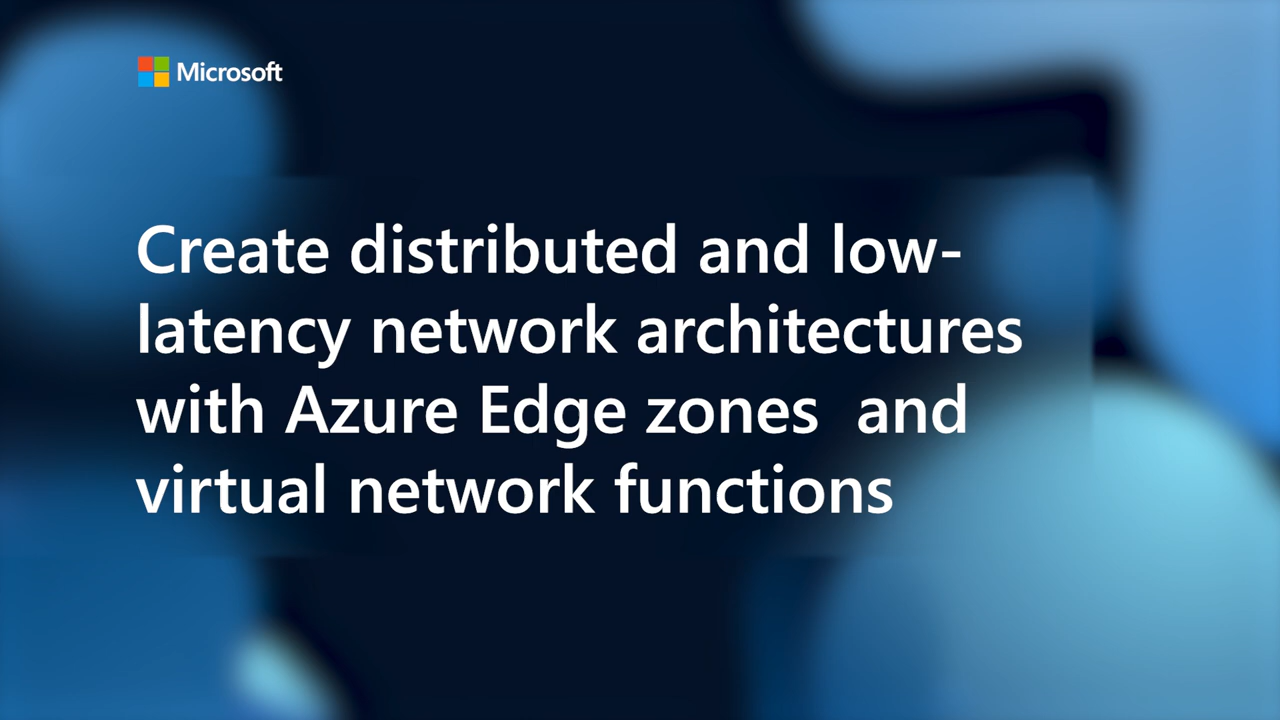 Microsoft
Create distributed and low-
latency network architectures
with Azure Edge zones  and
virtual network functions